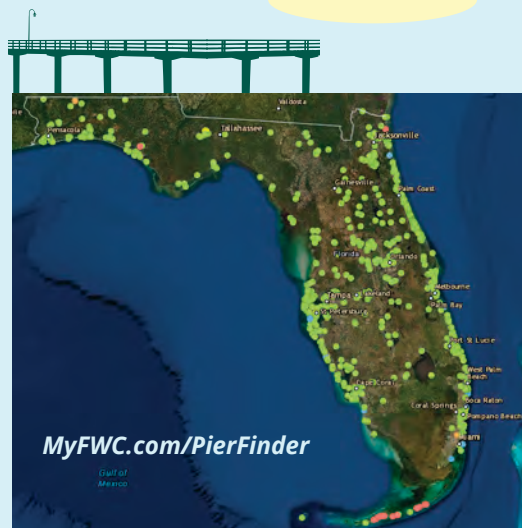 Valdosta
Pensacola
Tallahassee
Jacksonville
Gainesville
Palm Coast
Florida
Orlando
Melbourne
Tampa
Lakeland
Palm Bay
St Petersburg
Port St Lucie
West Palm
Beach
Cape Coral
Boca Raton
Coral Springs
Pompano Beach
MyFWC.com/PierFinder
Gulf of
Mexico